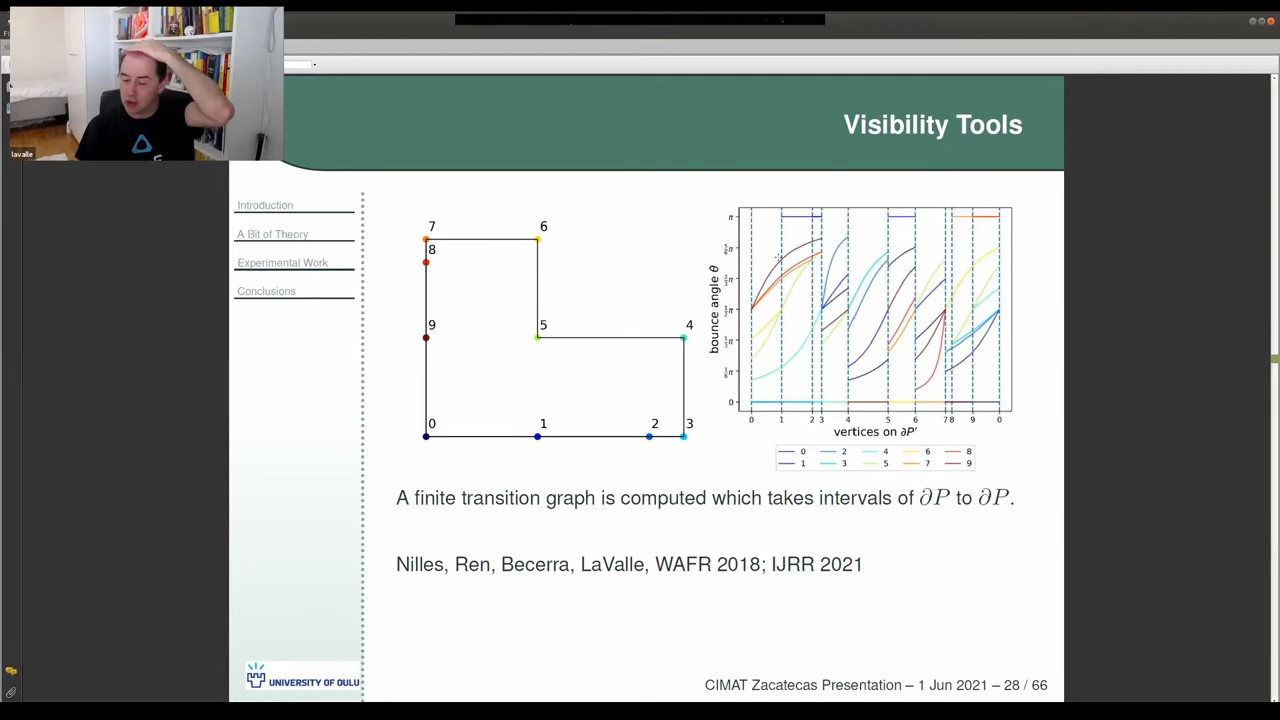 lavalle
Visibility Tools
Introduction
A Bit of Theory
Experimental Work
Conclusions
7
6
8
9
5
4
0
1
2
3
bounce angle θ
π
π
π
π
π
π
0
0
1
2
3
4
5
6
7
8
9
0
vertices on ∂P′
0
2
4
6
8
1
3
5
7
9
A finite transition graph is computed which takes intervals of ∂P to ∂P.
Nilles, Ren, Becerra, LaValle, WAFR 2018; IJRR 2021
UNIVERSITY OF OULU
CIMAT Zacatecas Presentation – 1 Jun 2021 – 28 / 66